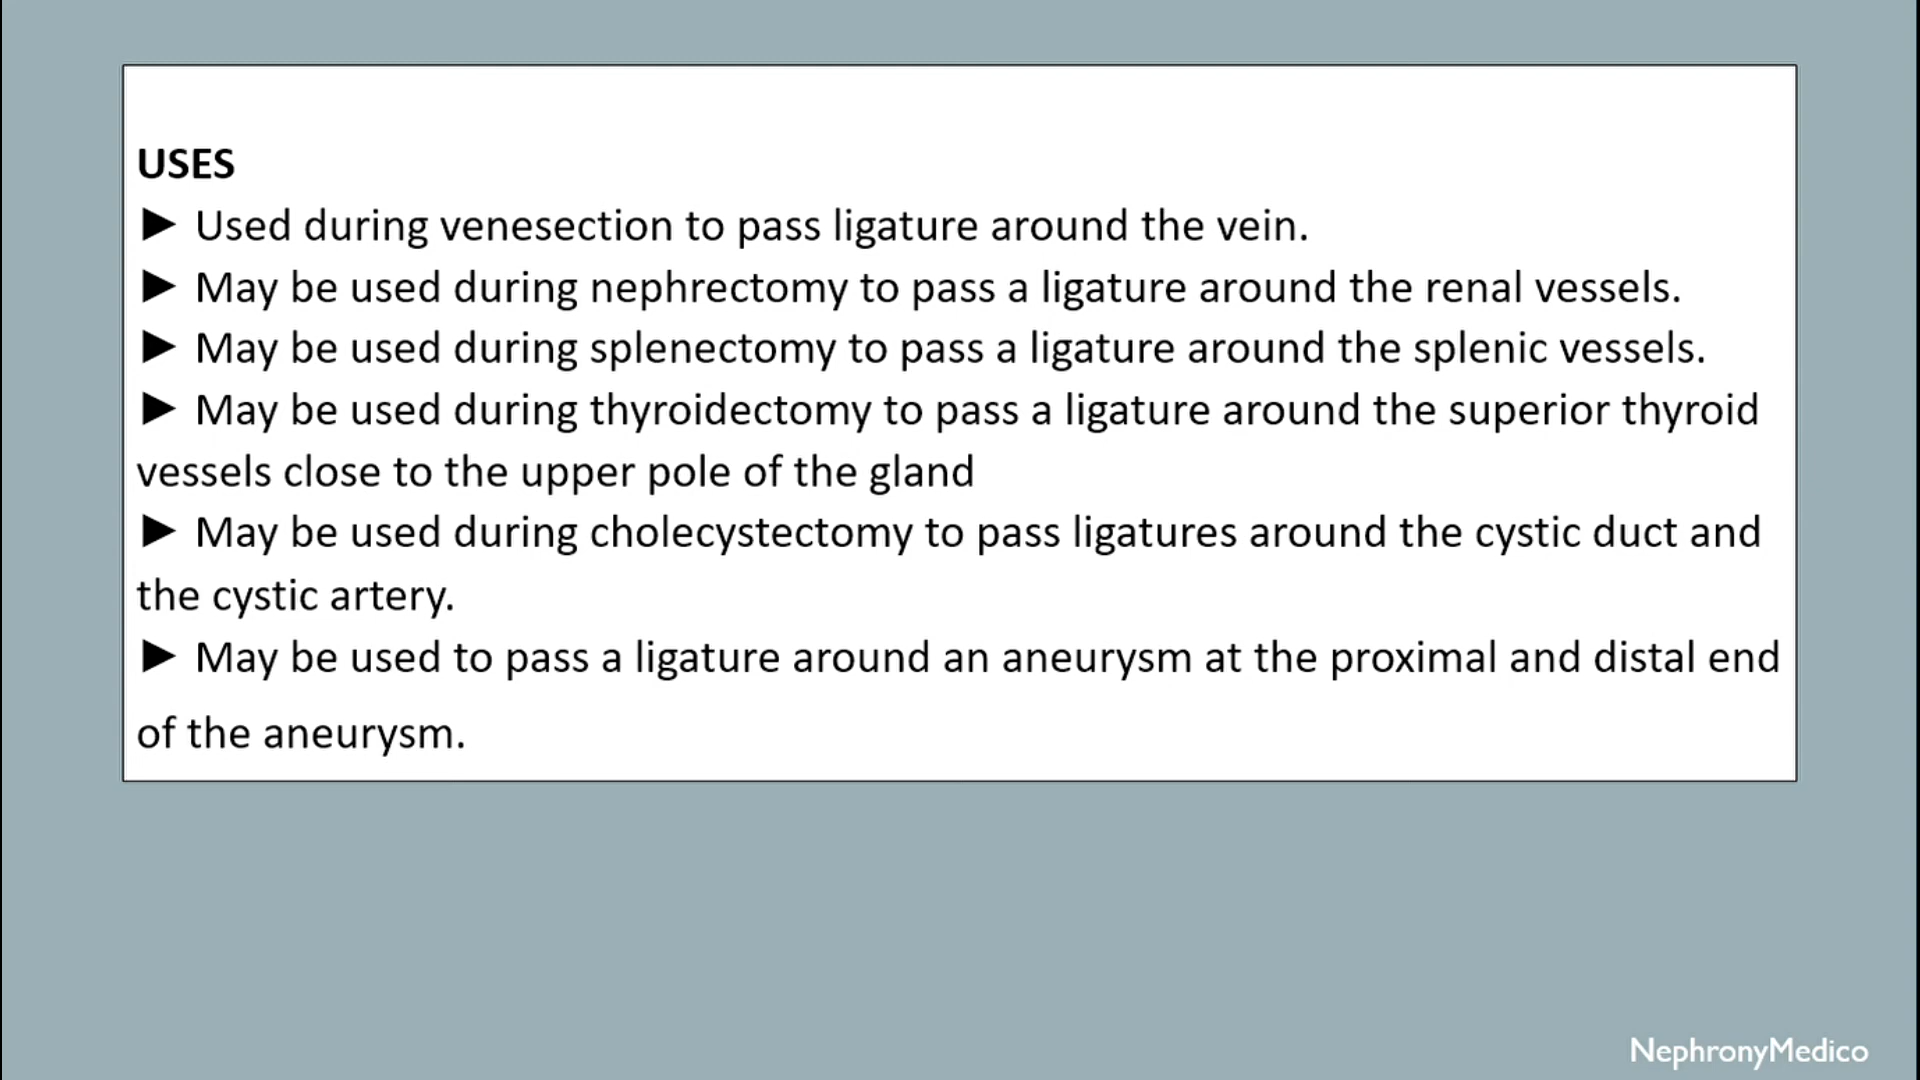 USES
► Used during venesection to pass ligature around the vein.
► May be used during nephrectomy to pass a ligature around the renal vessels.
► May be used during splenectomy to pass a ligature around the splenic vessels.
► May be used during thyroidectomy to pass a ligature around the superior thyroid
vessels close to the upper pole of the gland
► May be used during cholecystectomy to pass ligatures around the cystic duct and
the cystic artery.
► May be used to pass a ligature around an aneurysm at the proximal and distal end
of the aneurysm.
NephronyMedico